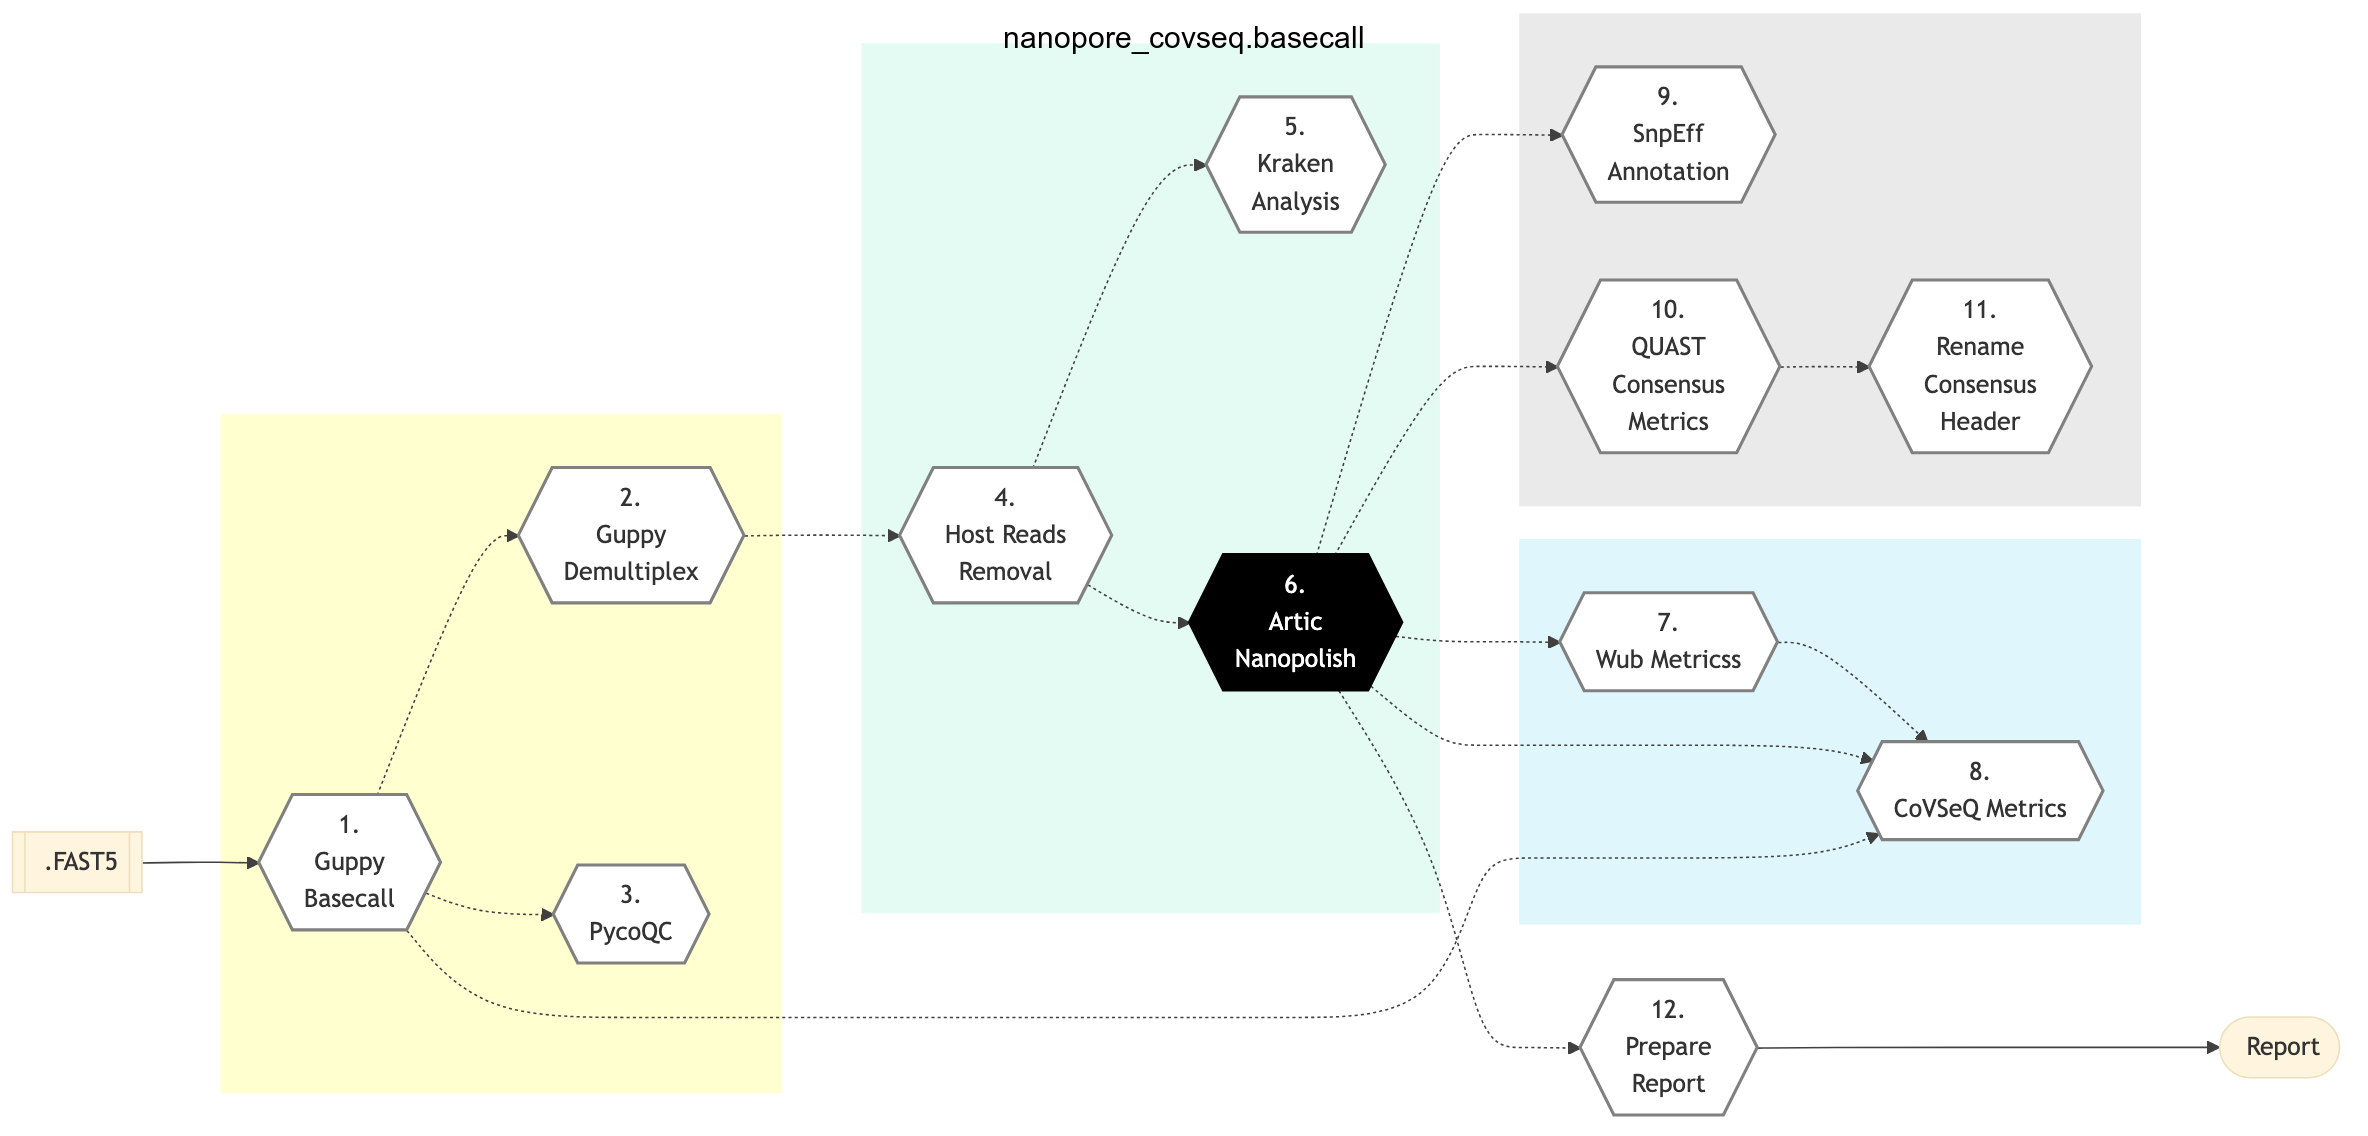 nanopore_covseq.basecall
.FAST5
1.
Guppy
Basecall
2.
Guppy
Demultiplex
3.
PycoQC
4.
Host Reads
Removal
5.
Kraken
Analysis
6.
Artic
Nanopolish
9.
SnpEff
Annotation
10.
QUAST
Consensus
Metrics
11.
Rename
Consensus
Header
7.
Wub Metricss
8.
CoVSeQ Metrics
12.
Prepare
Report
Report